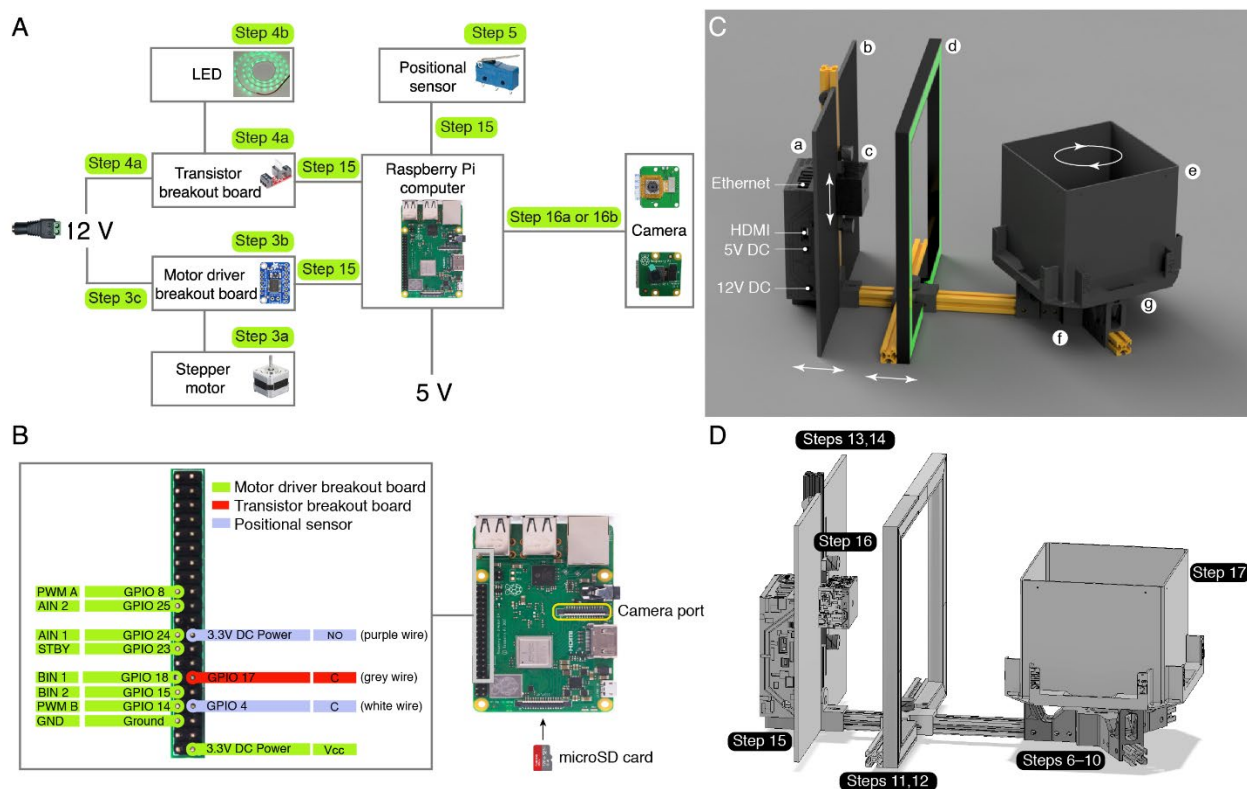 A
Step 4b
LED
Step 5
Positional
sensor
Step 4a
Step 4a
Transistor
breakout board
Step 15
Step 15
Raspberry Pi
computer
Step 16a or 16b
Camera
12 V
Step 3b
Motor driver
breakout board
Step 15
Step 3c
Step 3a
Stepper
motor
5 V
B
Motor driver breakout board
Transistor breakout board
Positional sensor
PWM A GPIO 8
AIN 2 GPIO 25
AIN 1 GPIO 24 3.3V DC Power NO (purple wire)
STBY GPIO 23
BIN 1 GPIO 18 GPIO 17 C (grey wire)
BIN 2 GPIO 15
PWM B GPIO 14 GPIO 4 C (white wire)
GND Ground
3.3V DC Power Vcc
Camera port
microSD card
C
a
b
c
d
e
f
g
Ethernet
HDMI
5V DC
12V DC
D
Steps 13,14
Step 16
Step 17
Step 15
Steps 6–10
Steps 11,12